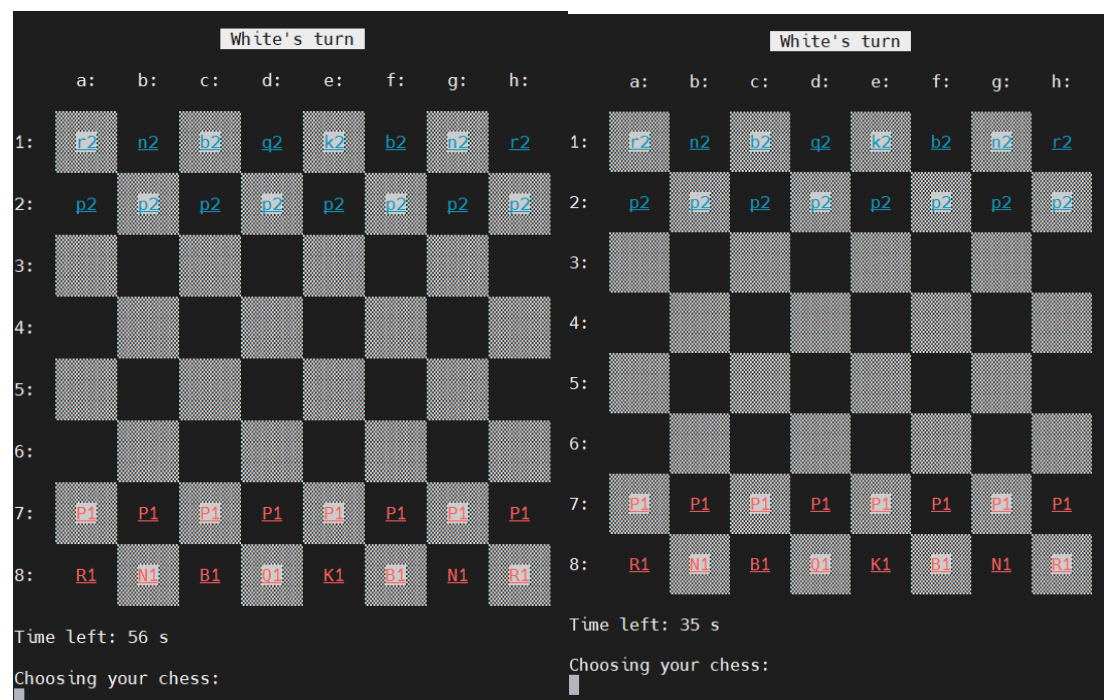 White's turn
a: b: c: d: e: f: g: h:
1: r2 n2 b2 q2 k2 b2 n2 r2
2: p2 p2 p2 p2 p2 p2 p2 p2
3:
4:
5:
6:
7: P1 P1 P1 P1 P1 P1 P1 P1
8: R1 N1 B1 Q1 K1 B1 N1 R1
Time left: 56 s
Choosing your chess:
White's turn
a: b: c: d: e: f: g: h:
1: r2 n2 b2 q2 k2 b2 n2 r2
2: p2 p2 p2 p2 p2 p2 p2 p2
3:
4:
5:
6:
7: P1 P1 P1 P1 P1 P1 P1 P1
8: R1 N1 B1 Q1 K1 B1 N1 R1
Time left: 35 s
Choosing your chess: